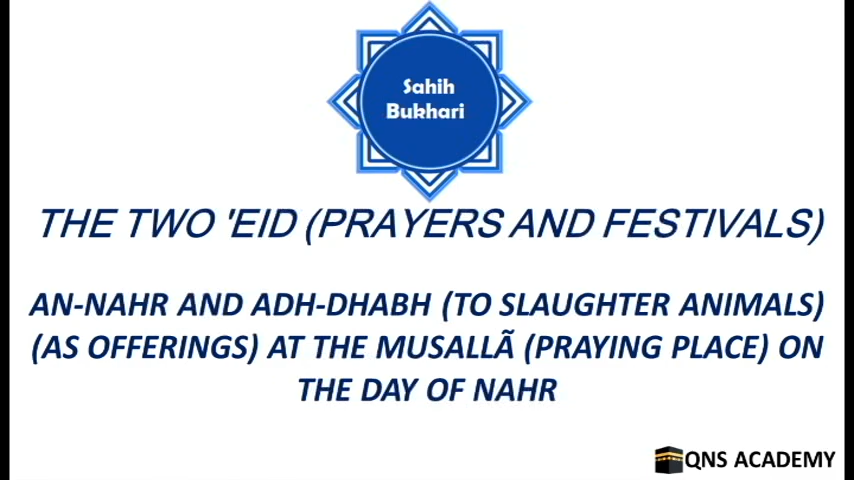 Sahih
Bukhari
THE TWO 'EID (PRAYERS AND FESTIVALS)
AN-NAHR AND ADH-DHABH (TO SLAUGHTER ANIMALS)
(AS OFFERINGS) AT THE MUSALLÃ (PRAYING PLACE) ON
THE DAY OF NAHR
QNS ACADEMY